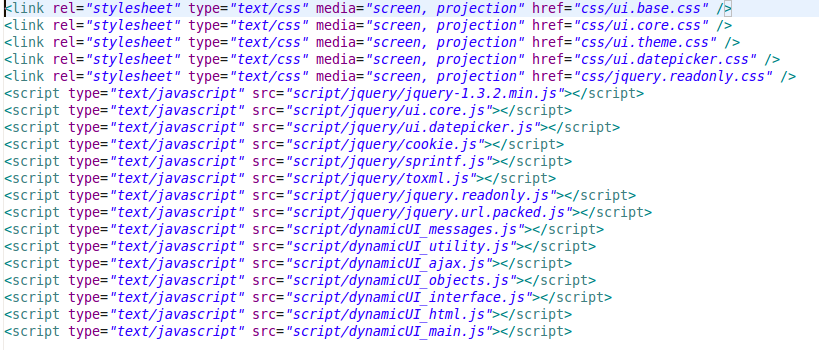 <link rel="stylesheet" type="text/css" media="screen, projection" href="css/ui.base.css" />
<link rel="stylesheet" type="text/css" media="screen, projection" href="css/ui.core.css" />
<link rel="stylesheet" type="text/css" media="screen, projection" href="css/ui.theme.css" />
<link rel="stylesheet" type="text/css" media="screen, projection" href="css/ui.datepicker.css" />
<link rel="stylesheet" type="text/css" media="screen, projection" href="css/jquery.readonly.css" />
<script type="text/javascript" src="script/jquery/jquery-1.3.2.min.js"></script>
<script type="text/javascript" src="script/jquery/ui.core.js"></script>
<script type="text/javascript" src="script/jquery/ui.datepicker.js"></script>
<script type="text/javascript" src="script/jquery/cookie.js"></script>
<script type="text/javascript" src="script/jquery/sprintf.js"></script>
<script type="text/javascript" src="script/jquery/toxml.js"></script>
<script type="text/javascript" src="script/jquery/jquery.readonly.js"></script>
<script type="text/javascript" src="script/jquery/jquery.url.packed.js"></script>
<script type="text/javascript" src="script/dynamicUI_messages.js"></script>
<script type="text/javascript" src="script/dynamicUI_utility.js"></script>
<script type="text/javascript" src="script/dynamicUI_ajax.js"></script>
<script type="text/javascript" src="script/dynamicUI_objects.js"></script>
<script type="text/javascript" src="script/dynamicUI_interface.js"></script>
<script type="text/javascript" src="script/dynamicUI_html.js"></script>
<script type="text/javascript" src="script/dynamicUI_main.js"></script>